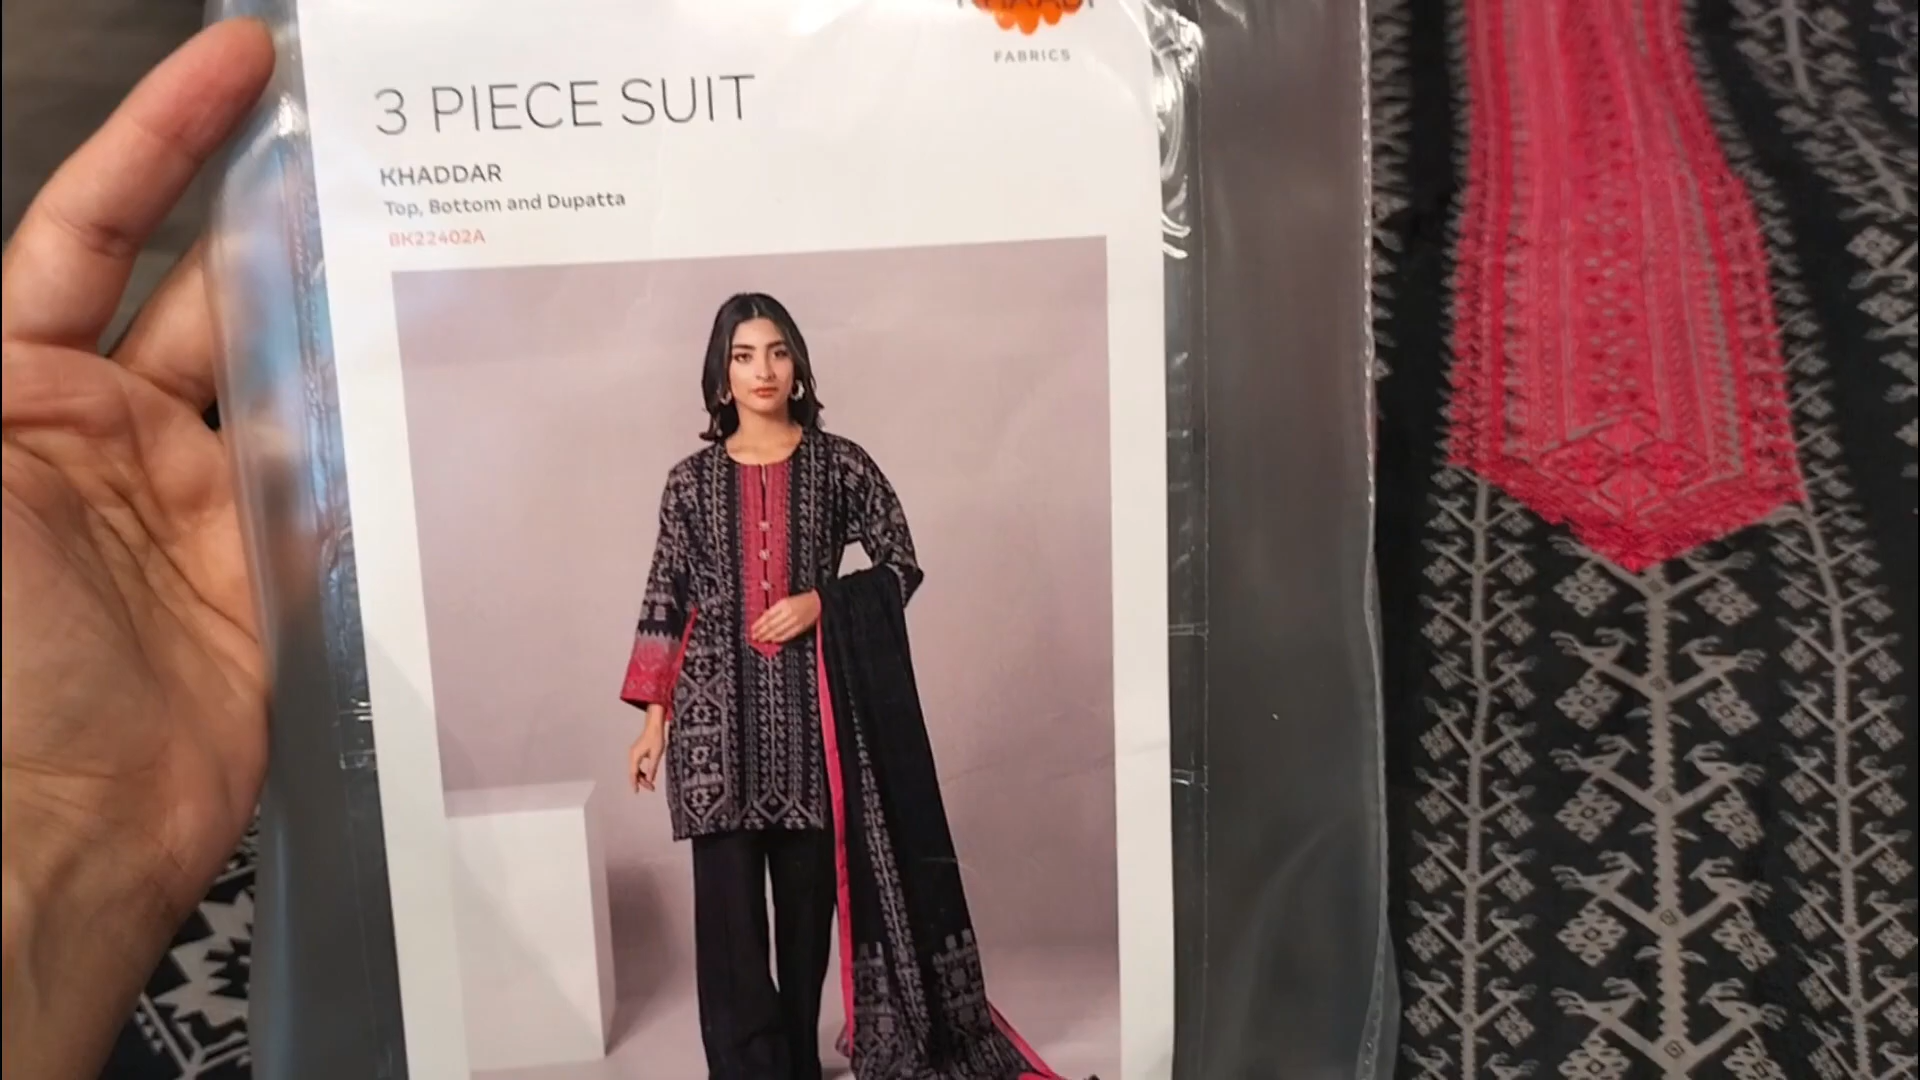 FABRICS
3 PIECE SUIT
KHADDAR
Top, Bottom and Dupatta
BK22402A